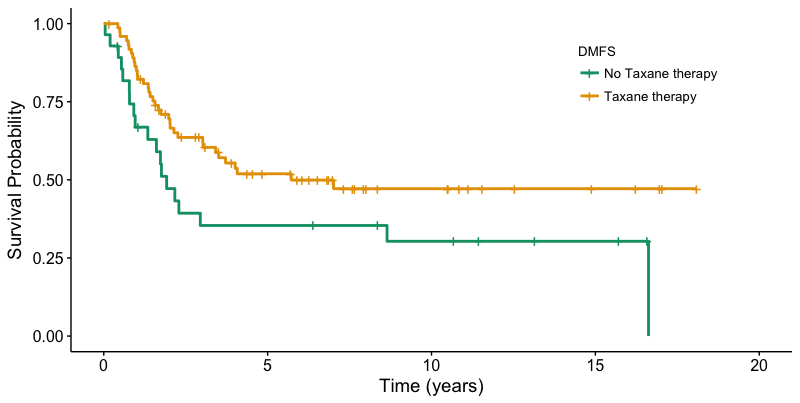 DMFS
No Taxane therapy
Taxane therapy
Survival Probability
1.00
0.75
0.50
0.25
0.00
0 5 10 15 20
Time (years)